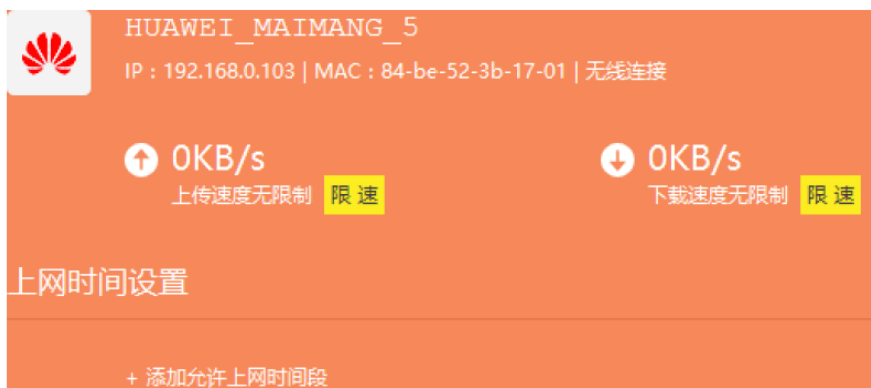 HUAWEI_MAIMANG_5
IP：192.168.0.103 | MAC：84-be-52-3b-17-01 | 无线连接
0KB/s 0KB/s
上传速度无限制 限 速 下载速度无限制 限 速
上网时间设置
+ 添加允许上网时间段